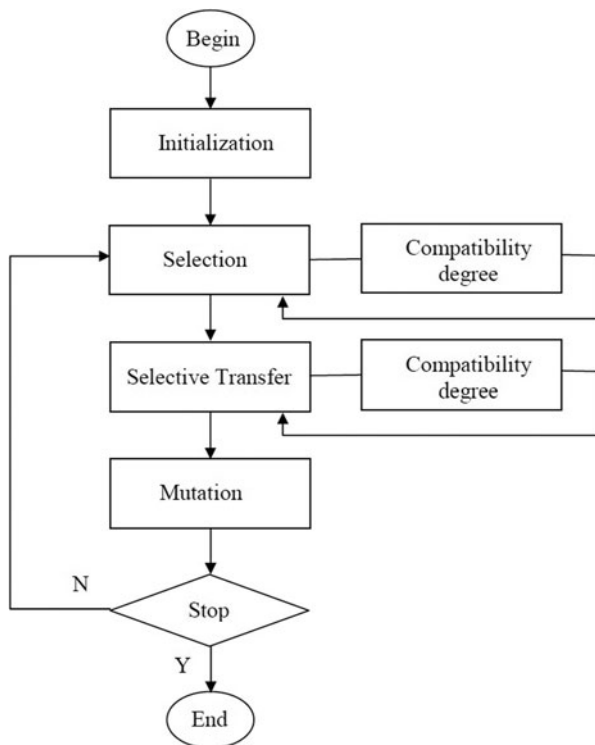 Begin
Initialization
Selection
Compatibility
degree
Selective Transfer
Compatibility
degree
Mutation
N
Stop
Y
End